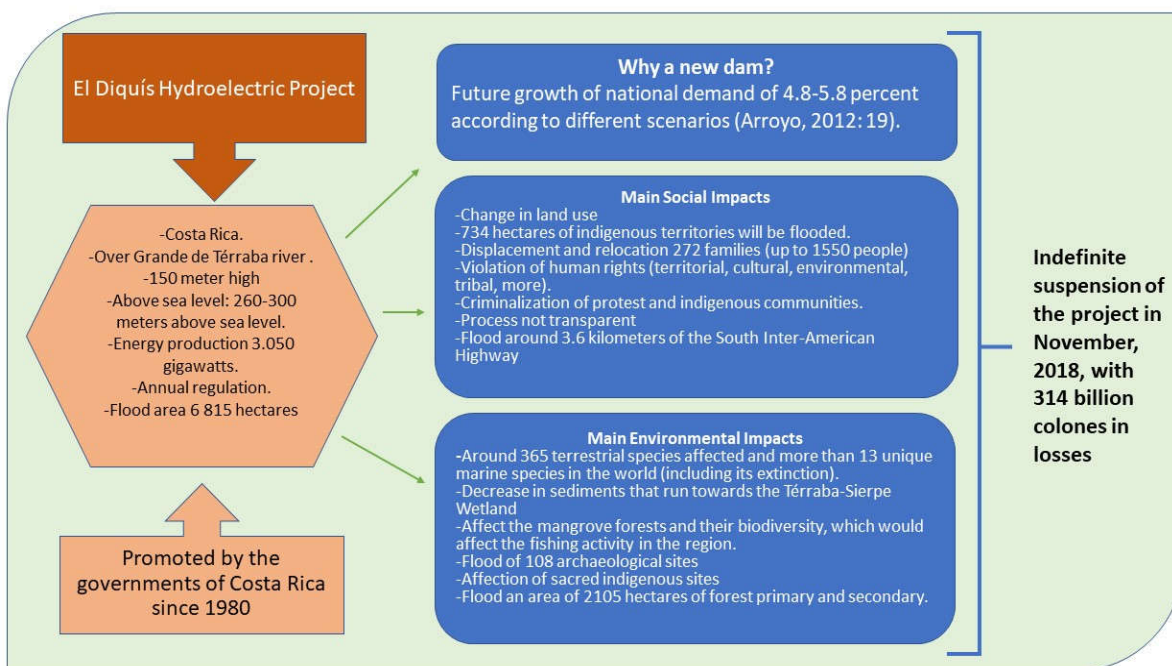 El Diquís Hydroelectric Project
-Costa Rica.
-Over Grande de Térraba river .
-150 meter high
-Above sea level: 260-300
meters above sea level.
-Energy production 3.050
gigawatts.
-Annual regulation.
-Flood area 6 815 hectares
Promoted by the
governments of Costa Rica
since 1980
Why a new dam?
Future growth of national demand of 4.8-5.8 percent
according to different scenarios (Arroyo, 2012: 19).
Main Social Impacts
-Change in land use
-734 hectares of indigenous territories will be flooded.
-Displacement and relocation 272 families (up to 1550 people)
-Violation of human rights (territorial, cultural, environmental,
tribal, more).
-Criminalization of protest and indigenous communities.
-Process not transparent
-Flood around 3.6 kilometers of the South Inter-American
Highway
Main Environmental Impacts
-Around 365 terrestrial species affected and more than 13 unique
marine species in the world (including its extinction).
-Decrease in sediments that run towards the Térraba-Sierpe
Wetland
-Affect the mangrove forests and their biodiversity, which would
affect the fishing activity in the region.
-Flood of 108 archaeological sites
-Affection of sacred indigenous sites
-Flood an area of 2105 hectares of forest primary and secondary.
Indefinite
suspension of
the project in
November,
2018, with
314 billion
colones in
losses